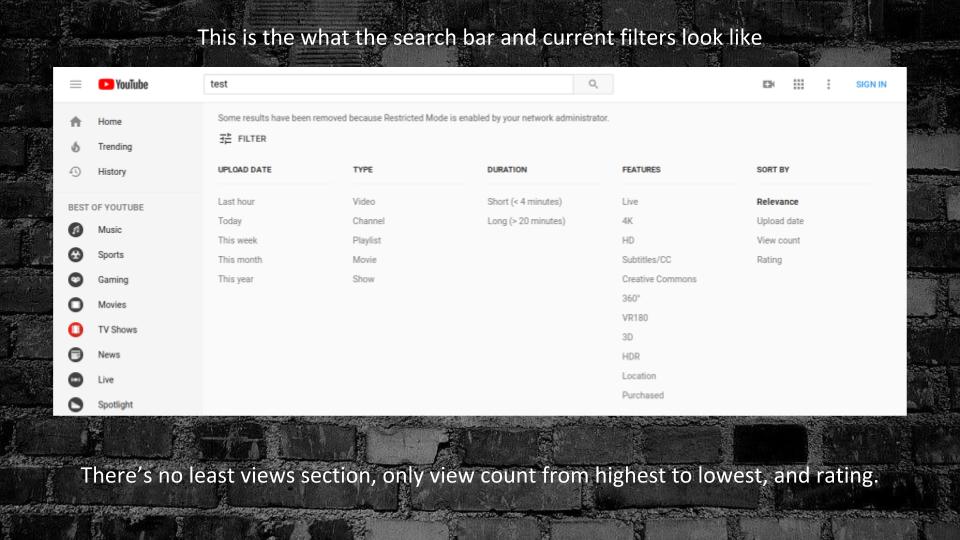 This is the what the search bar and current filters look like
YouTube
test
SIGN IN
Home
Trending
History
BEST OF YOUTUBE
Music
Sports
Gaming
Movies
TV Shows
News
Live
Spotlight
Some results have been removed because Restricted Mode is enabled by your network administrator.
FILTER
UPLOAD DATE
Last hour
Today
This week
This month
This year
TYPE
Video
Channel
Playlist
Movie
Show
DURATION
Short (< 4 minutes)
Long (> 20 minutes)
FEATURES
Live
4K
HD
Subtitles/CC
Creative Commons
360°
VR180
3D
HDR
Location
Purchased
SORT BY
Relevance
Upload date
View count
Rating
There’s no least views section, only view count from highest to lowest, and rating.